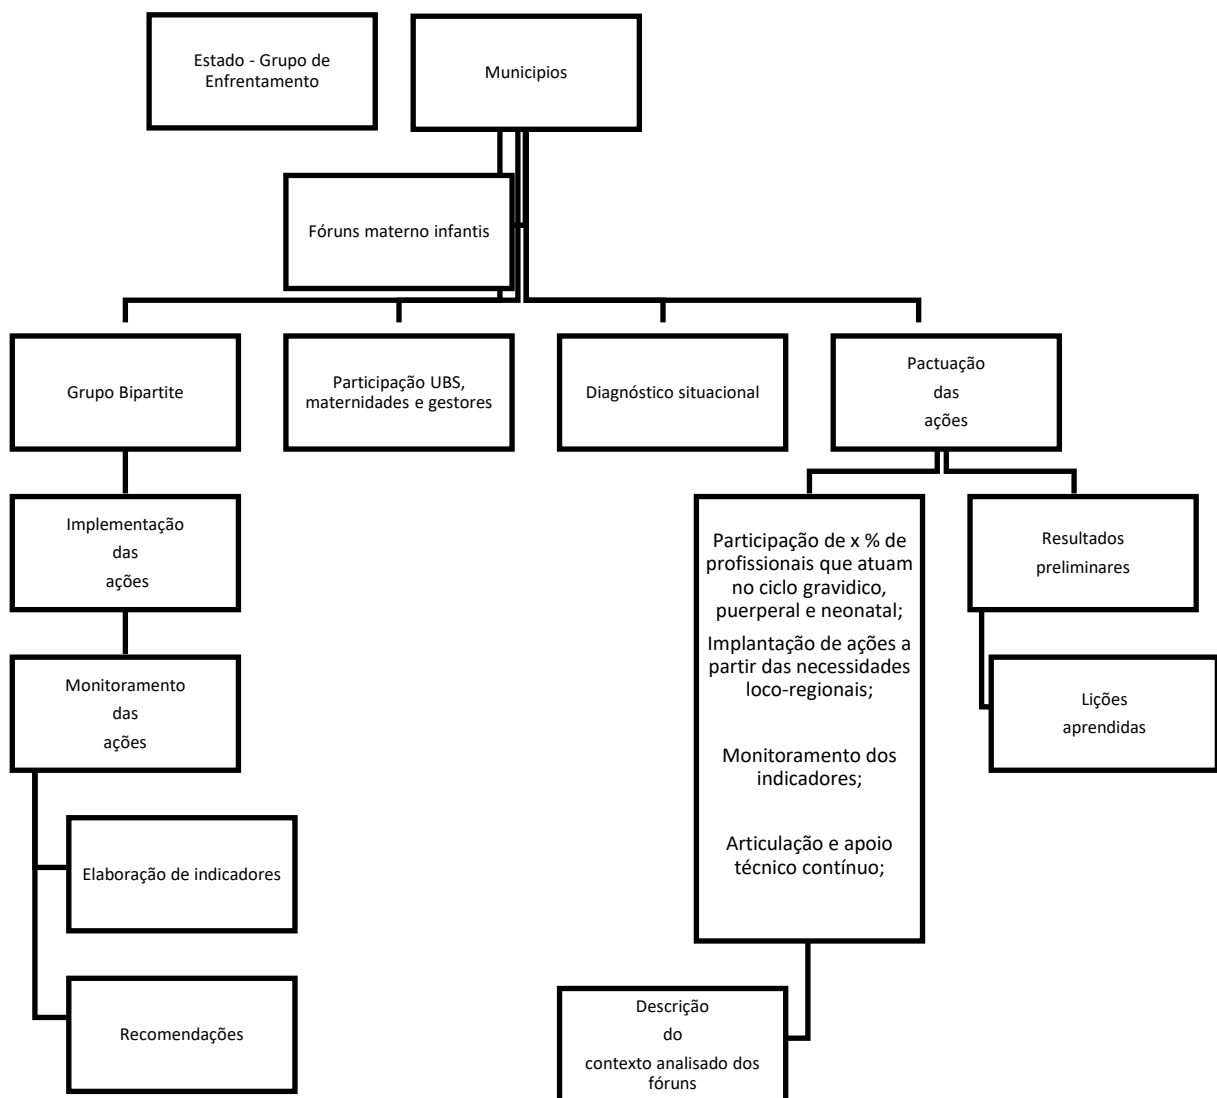 Estado - Grupo de
Enfrentamento
Municipios
Fóruns materno infantis
Grupo Bipartite
Participação UBS,
maternidades e gestores
Diagnóstico situacional
Pactuação
das
ações
Implementação
das
ações
Participação de x % de
profissionais que atuam
no ciclo gravidico,
puerperal e neonatal;
Implantação de ações a
partir das necessidades
loco-regionais;
Monitoramento dos
indicadores;
Articulação e apoio
técnico contínuo;
Resultados
preliminares
Monitoramento
das
ações
Lições
aprendidas
Elaboração de indicadores
Recomendações
Descrição
do
contexto analisado dos
fóruns